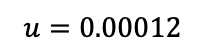 u = 0.00012